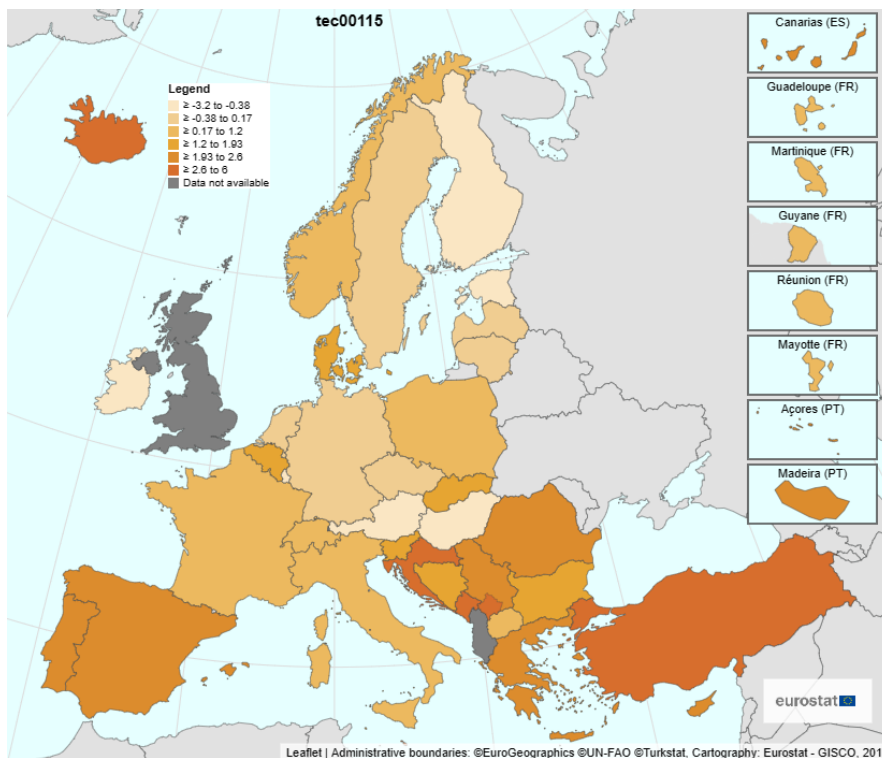 tec00115
Legend
≥ -3.2 to -0.38
≥ -0.38 to 0.17
≥ 0.17 to 1.2
≥ 1.2 to 1.93
≥ 1.93 to 2.6
≥ 2.6 to 6
Data not available
Canarias (ES)
Guadeloupe (FR)
Martinique (FR)
Guyane (FR)
Réunion (FR)
Mayotte (FR)
Açores (PT)
Madeira (PT)
eurostat
Leaflet | Administrative boundaries: ©EuroGeographics ©UN-FAO ©Turkstat, Cartography: Eurostat - GISCO, 201